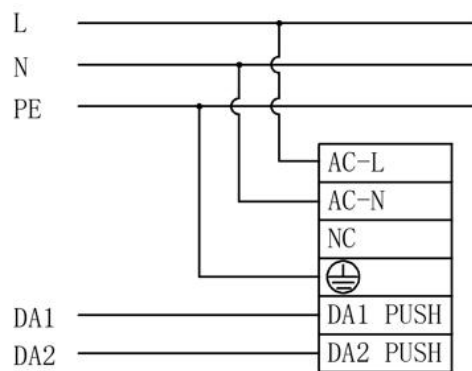 L
N
PE
AC-L
AC-N
NC
DA1
DA1 PUSH
DA2
DA2 PUSH